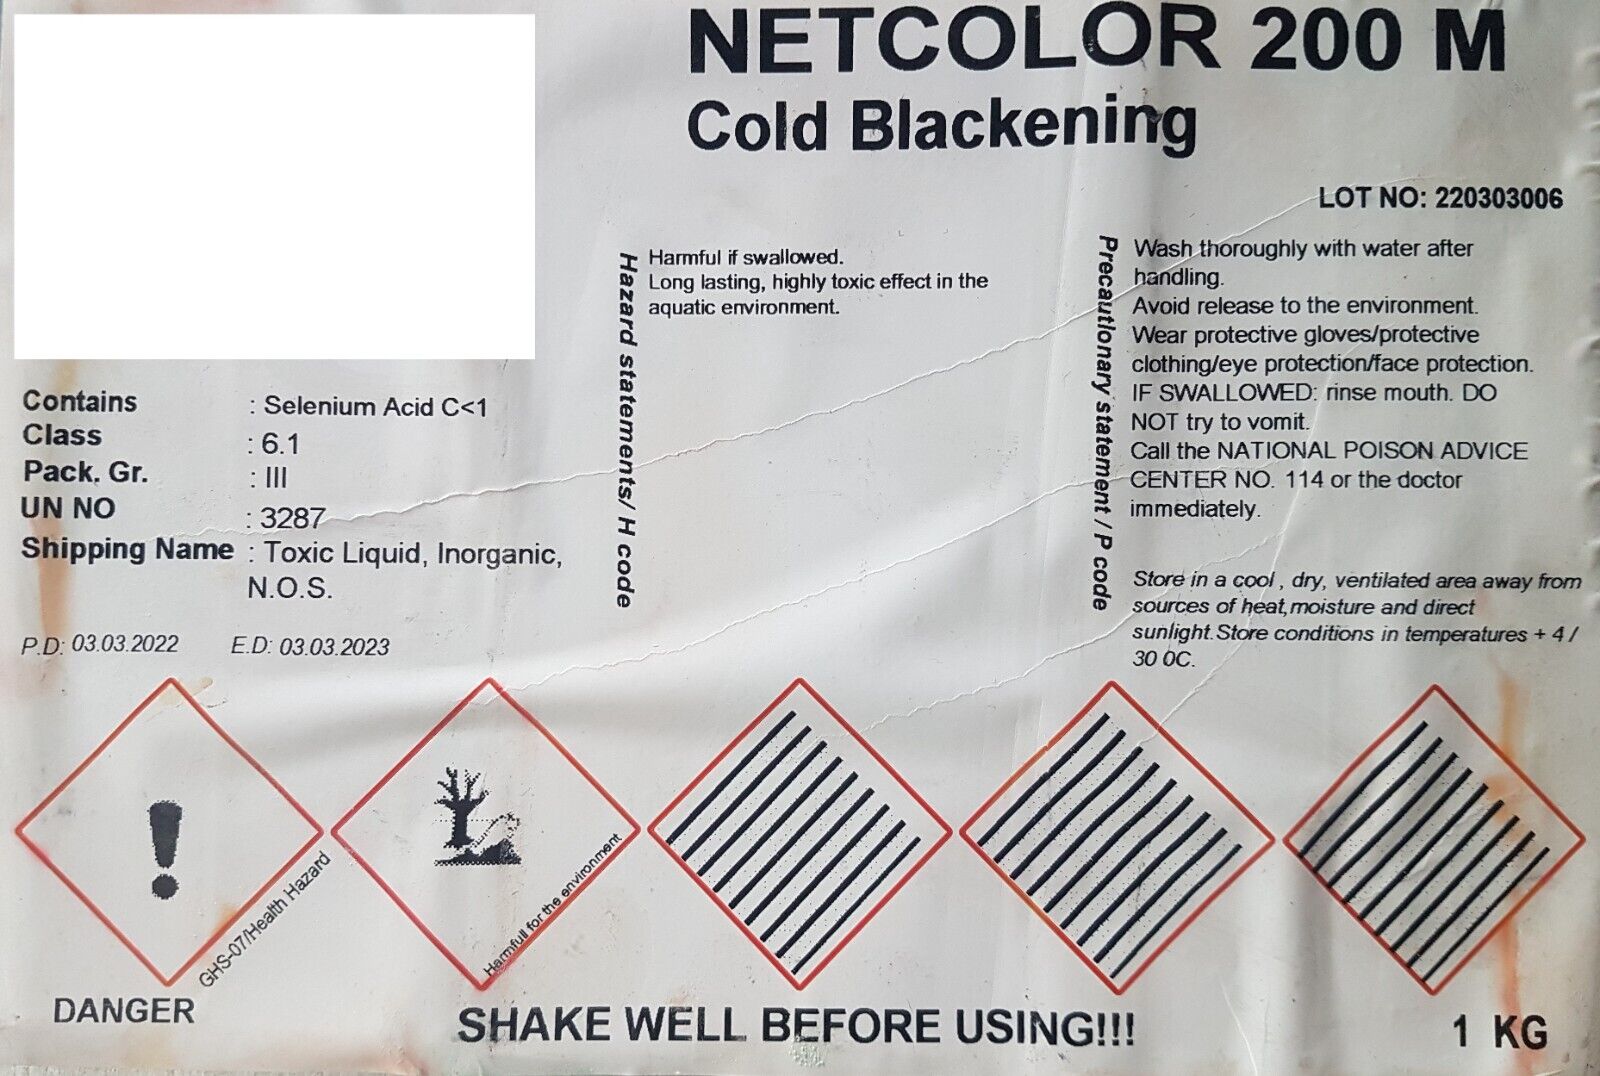 NETCOLOR 200 M
Cold Blackening
LOT NO: 220303006
Contains : Selenium Acid C<1
Class : 6.1
Pack. Gr. : III
UN NO : 3287
Shipping Name : Toxic Liquid, Inorganic,
N.O.S.
P.D: 03.03.2022 E.D: 03.03.2023
Hazard statements/ H code
Harmful if swallowed.
Long lasting, highly toxic effect in the
aquatic environment.
Precautionary statement / P code
Wash thoroughly with water after
handling.
Avoid release to the environment.
Wear protective gloves/protective
clothing/eye protection/face protection.
IF SWALLOWED: rinse mouth. DO
NOT try to vomit.
Call the NATIONAL POISON ADVICE
CENTER NO. 114 or the doctor
immediately.
Store in a cool , dry, ventilated area away from
sources of heat, moisture and direct
sunlight.Store conditions in temperatures + 4 /
30 0C.
GHS-07/Health Hazard
Harmfull for the environment
DANGER
SHAKE WELL BEFORE USING!!!
1 KG